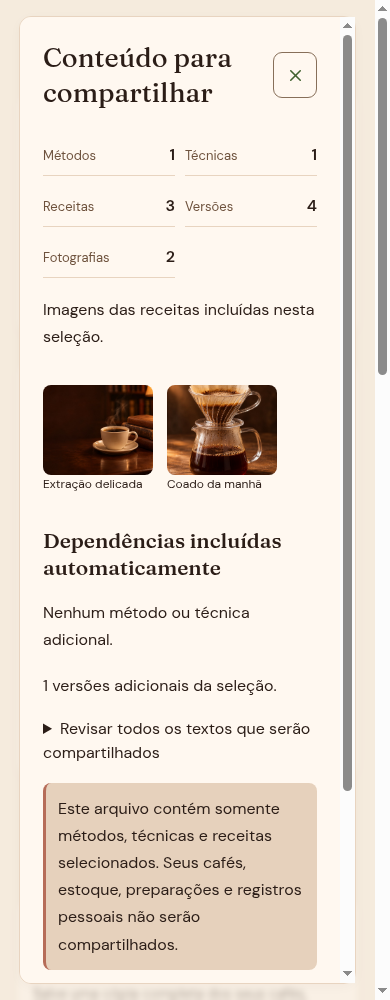 Conteúdo para
compartilhar
Métodos 1 Técnicas 1
Receitas 3 Versões 4
Fotografias 2
Imagens das receitas incluídas nesta
seleção.
Extração delicada Coado da manhã
Dependências incluídas
automaticamente
Nenhum método ou técnica
adicional.
1 versões adicionais da seleção.
Revisar todos os textos que serão
compartilhados
Este arquivo contém somente
métodos, técnicas e receitas
selecionados. Seus cafés,
estoque, preparações e registros
pessoais não serão
compartilhados.